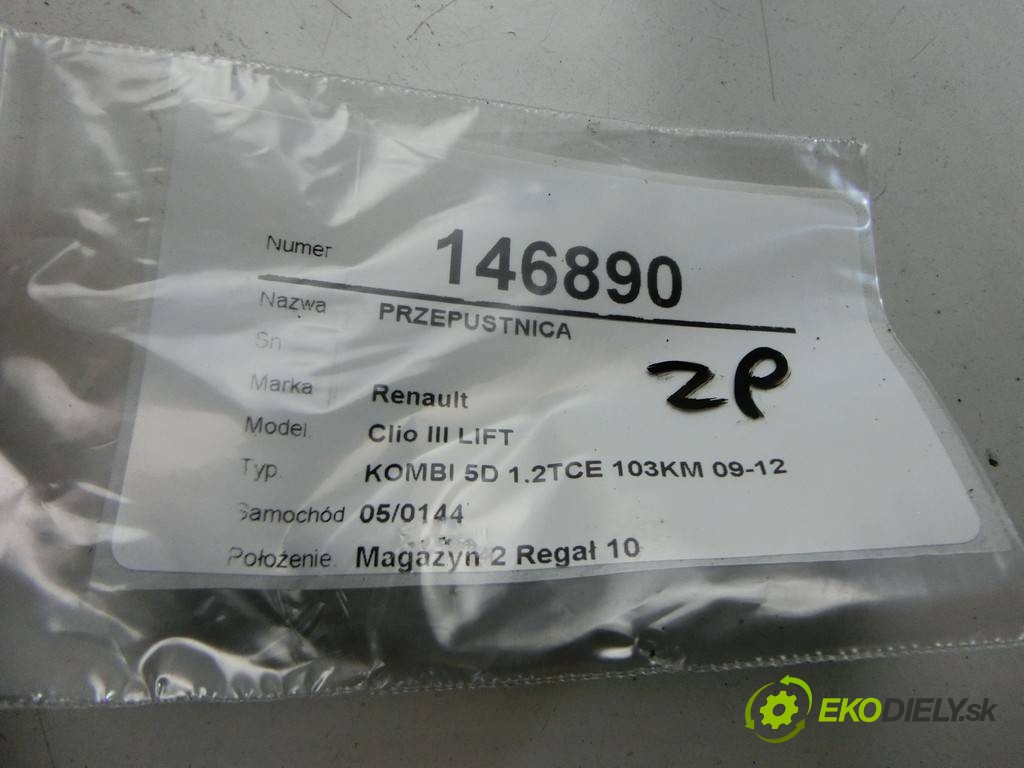 Numer 146890
Nazwa PRZEPUSTNICA
Sn
Marka Renault
Model Clio III LIFT
Typ. KOMBI 5D 1.2TCE 103KM 09-12
Samochód 05/0144
Położenie. Magazyn 2 Regał 10
ZP
EKODIELY.sk